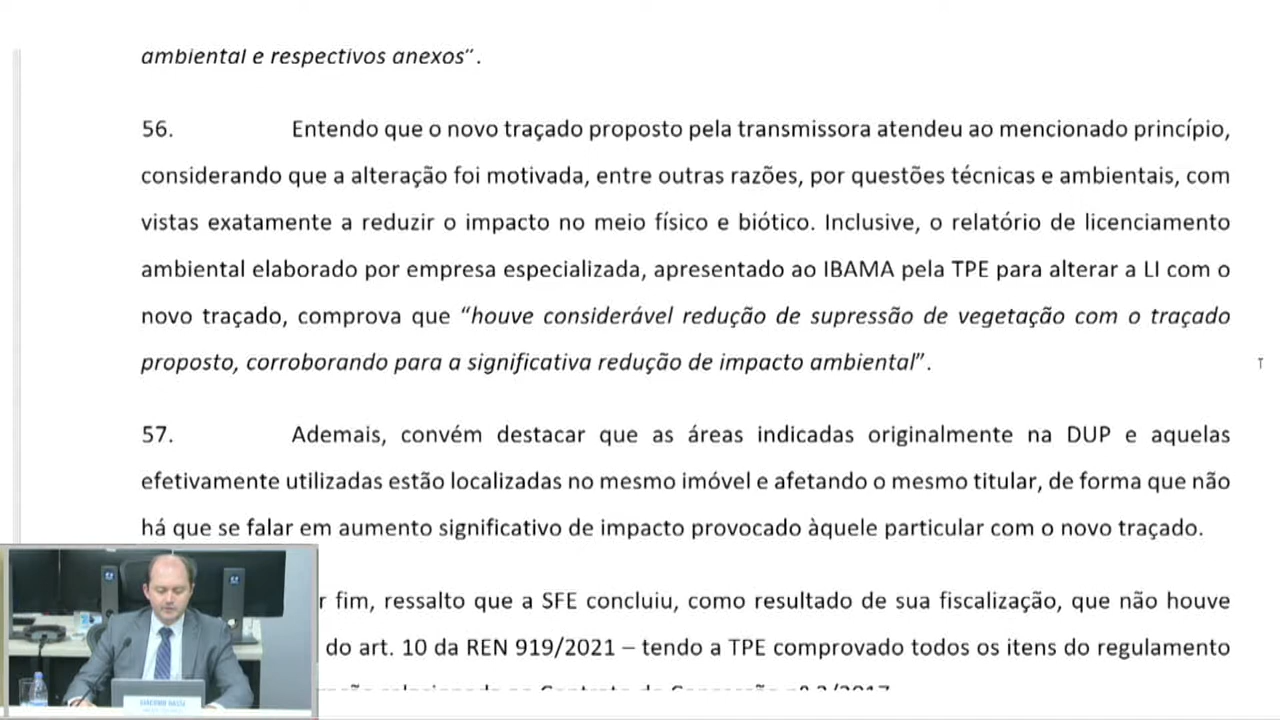 ambiental e respectivos anexos”.
56. Entendo que o novo traçado proposto pela transmissora atendeu ao mencionado princípio,
considerando que a alteração foi motivada, entre outras razões, por questões técnicas e ambientais, com
vistas exatamente a reduzir o impacto no meio físico e biótico. Inclusive, o relatório de licenciamento
ambiental elaborado por empresa especializada, apresentado ao IBAMA pela TPE para alterar a LI com o
novo traçado, comprova que “houve considerável redução de supressão de vegetação com o traçado
proposto, corroborando para a significativa redução de impacto ambiental”.
57. Ademais, convém destacar que as áreas indicadas originalmente na DUP e aquelas
efetivamente utilizadas estão localizadas no mesmo imóvel e afetando o mesmo titular, de forma que não
há que se falar em aumento significativo de impacto provocado àquele particular com o novo traçado.
r fim, ressalto que a SFE concluiu, como resultado de sua fiscalização, que não houve
do art. 10 da REN 919/2021 – tendo a TPE comprovado todos os itens do regulamento